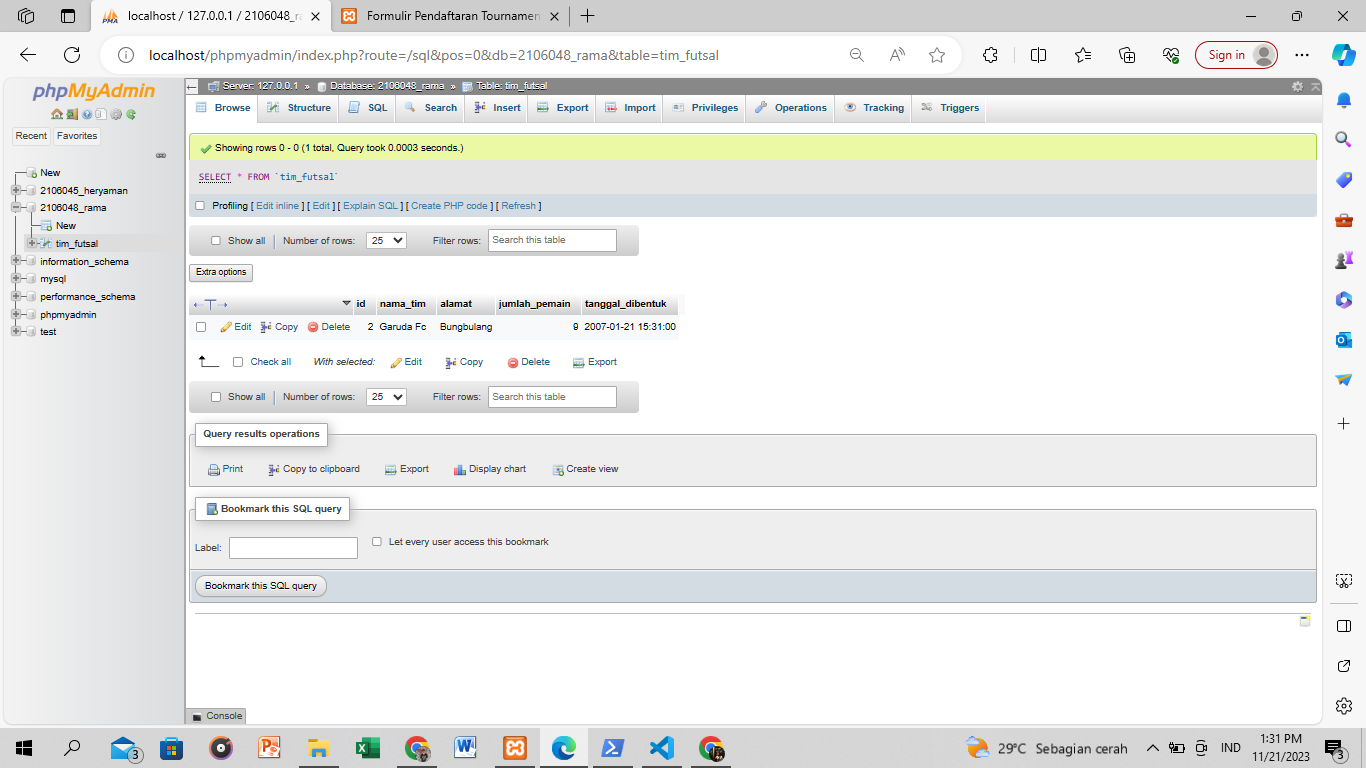 localhost / 127.0.0.1 / 2106048_ra
Formulir Pendaftaran Tournamen
localhost/phpmyadmin/index.php?route=/sql&pos=0&db=2106048_rama&table=tim_futsal
Sign in
phpMyAdmin
Recent Favorites
New
2106045_heryaman
2106048_rama
New
tim_futsal
information_schema
mysql
performance_schema
phpmyadmin
test
Server: 127.0.0.1 » Database: 2106048_rama » Table: tim_futsal
Browse Structure SQL Search Insert Export Import Privileges Operations Tracking Triggers
Showing rows 0 - 0 (1 total, Query took 0.0003 seconds.)
SELECT * FROM `tim_futsal`
Profiling [ Edit inline ] [ Edit ] [ Explain SQL ] [ Create PHP code ] [ Refresh ]
Show all Number of rows: 25 Filter rows: Search this table
Extra options
id nama_tim alamat jumlah_pemain tanggal_dibentuk
Edit Copy Delete 2 Garuda Fc Bungbulang 9 2007-01-21 15:31:00
Check all With selected: Edit Copy Delete Export
Show all Number of rows: 25 Filter rows: Search this table
Query results operations
Print Copy to clipboard Export Display chart Create view
Bookmark this SQL query
Label: Let every user access this bookmark
Bookmark this SQL query
Console
3
29°C Sebagian cerah
IND
1:31 PM
11/21/2023
3